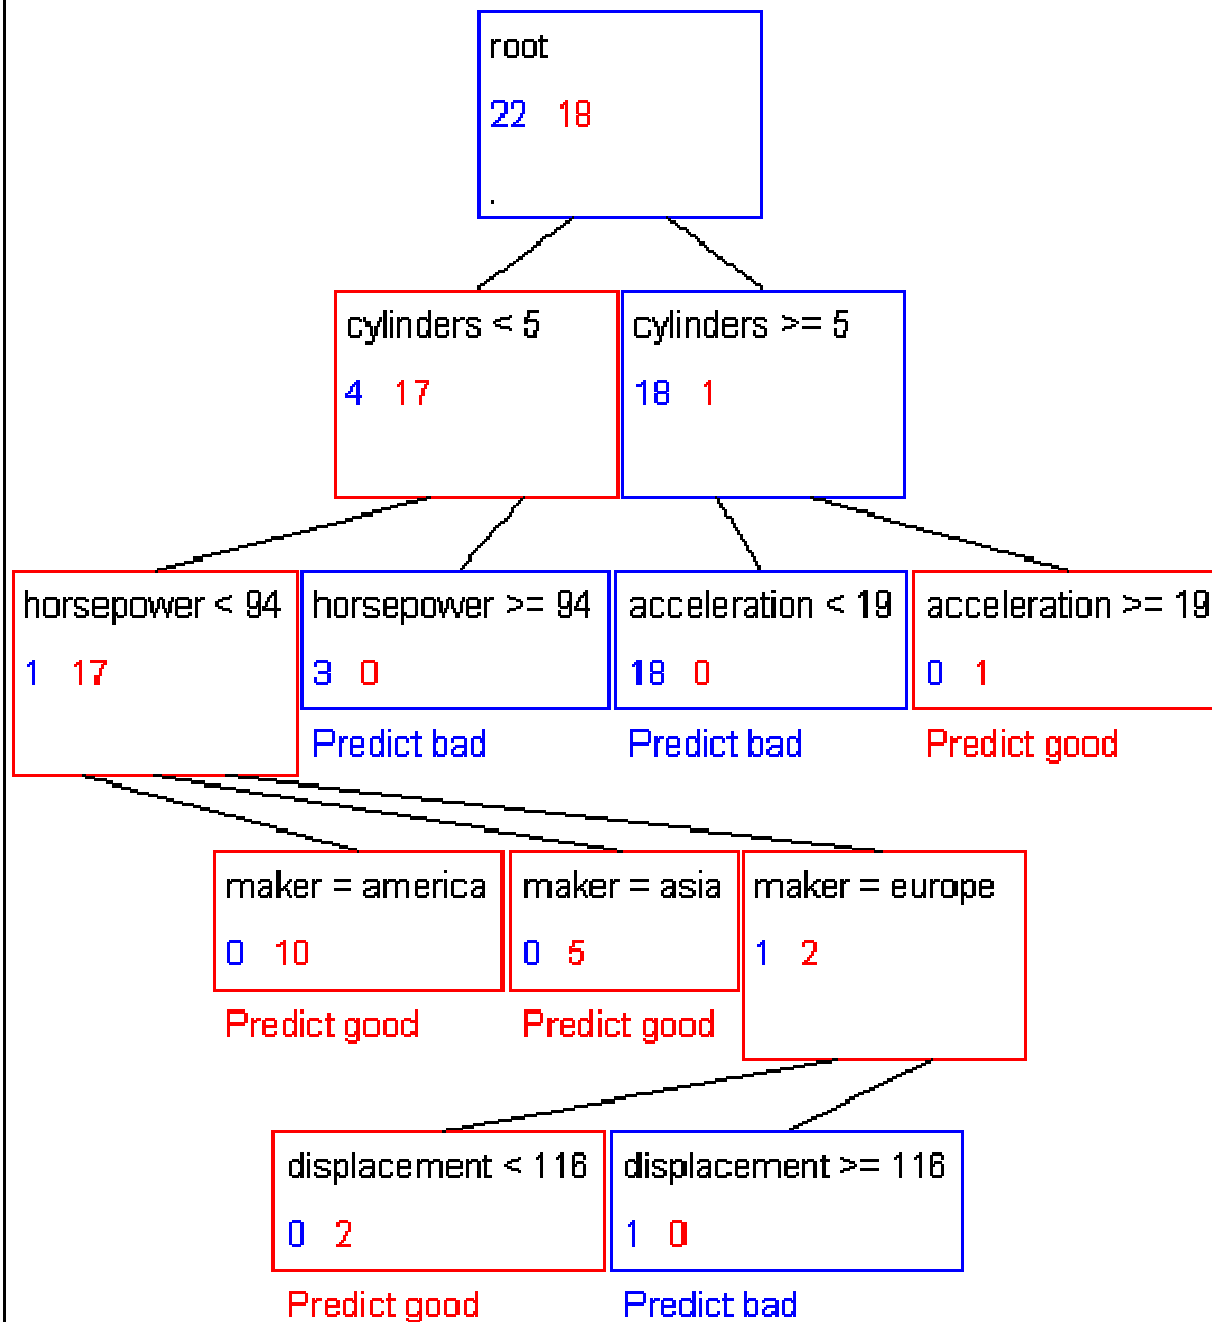 root
22 18
.
cylinders < 5
4 17
cylinders >= 5
18 1
horsepower < 94
1 17
horsepower >= 94
3 0
Predict bad
acceleration < 19
18 0
Predict bad
acceleration >= 19
0 1
Predict good
maker = america
0 10
Predict good
maker = asia
0 5
Predict good
maker = europe
1 2
displacement < 116
0 2
Predict good
displacement >= 116
1 0
Predict bad